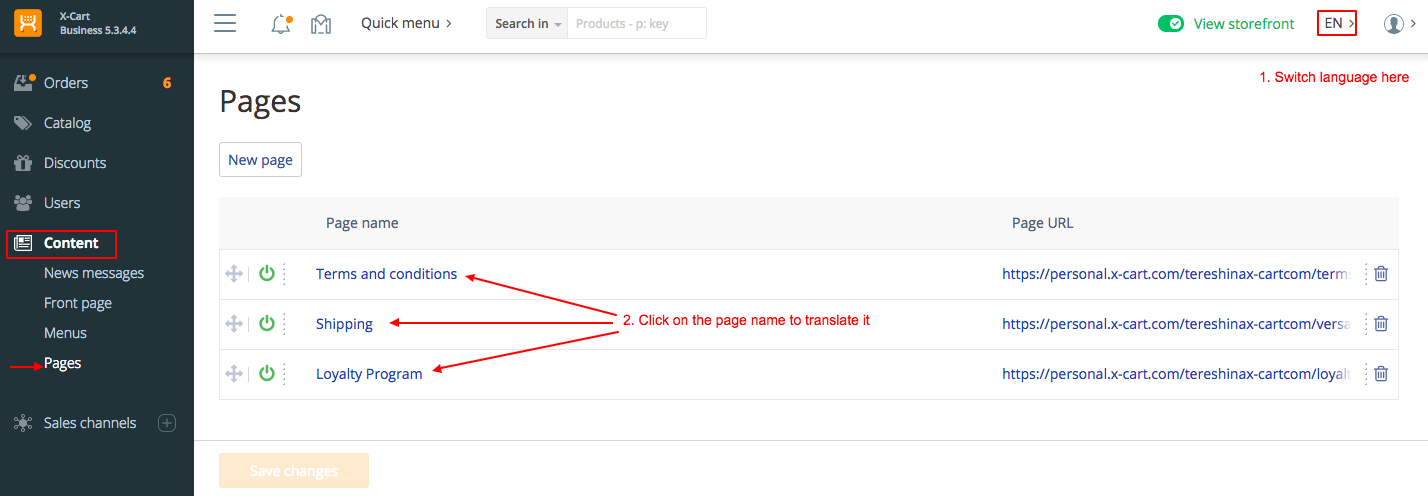 X-Cart
Business 5.3.4.4
Quick menu
Search in
Products - p: key
View storefront
EN
1. Switch language here
Orders
6
Catalog
Discounts
Users
Content
News messages
Front page
Menus
Pages
Sales channels
Pages
New page
Page name
Page URL
Terms and conditions
https://personal.x-cart.com/tereshinax-cartcom/terms
Shipping
https://personal.x-cart.com/tereshinax-cartcom/versa
Loyalty Program
https://personal.x-cart.com/tereshinax-cartcom/loyalt
2. Click on the page name to translate it
Save changes